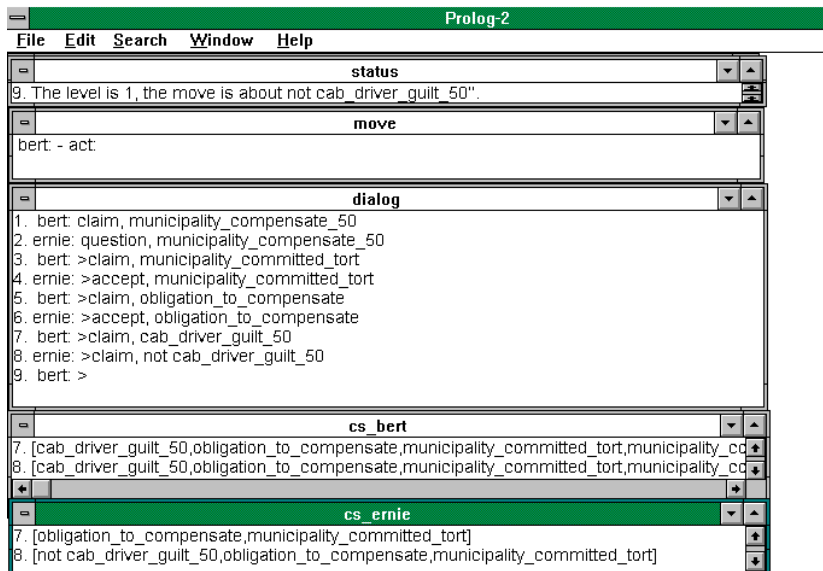 Prolog-2
File Edit Search Window Help
status
9. The level is 1, the move is about not cab_driver_guilt_50".
move
bert: - act:
dialog
1. bert: claim, municipality_compensate_50
2. ernie: question, municipality_compensate_50
3. bert: >claim, municipality_committed_tort
4. ernie: >accept, municipality_committed_tort
5. bert: >claim, obligation_to_compensate
6. ernie: >accept, obligation_to_compensate
7. bert: >claim, cab_driver_guilt_50
8. ernie: >claim, not cab_driver_guilt_50
9. bert: >
cs_bert
7. [cab_driver_guilt_50,obligation_to_compensate,municipality_committed_tort,municipality_co
8. [cab_driver_guilt_50,obligation_to_compensate,municipality_committed_tort,municipality_co
cs_ernie
7. [obligation_to_compensate,municipality_committed_tort]
8. [not cab_driver_guilt_50,obligation_to_compensate,municipality_committed_tort]